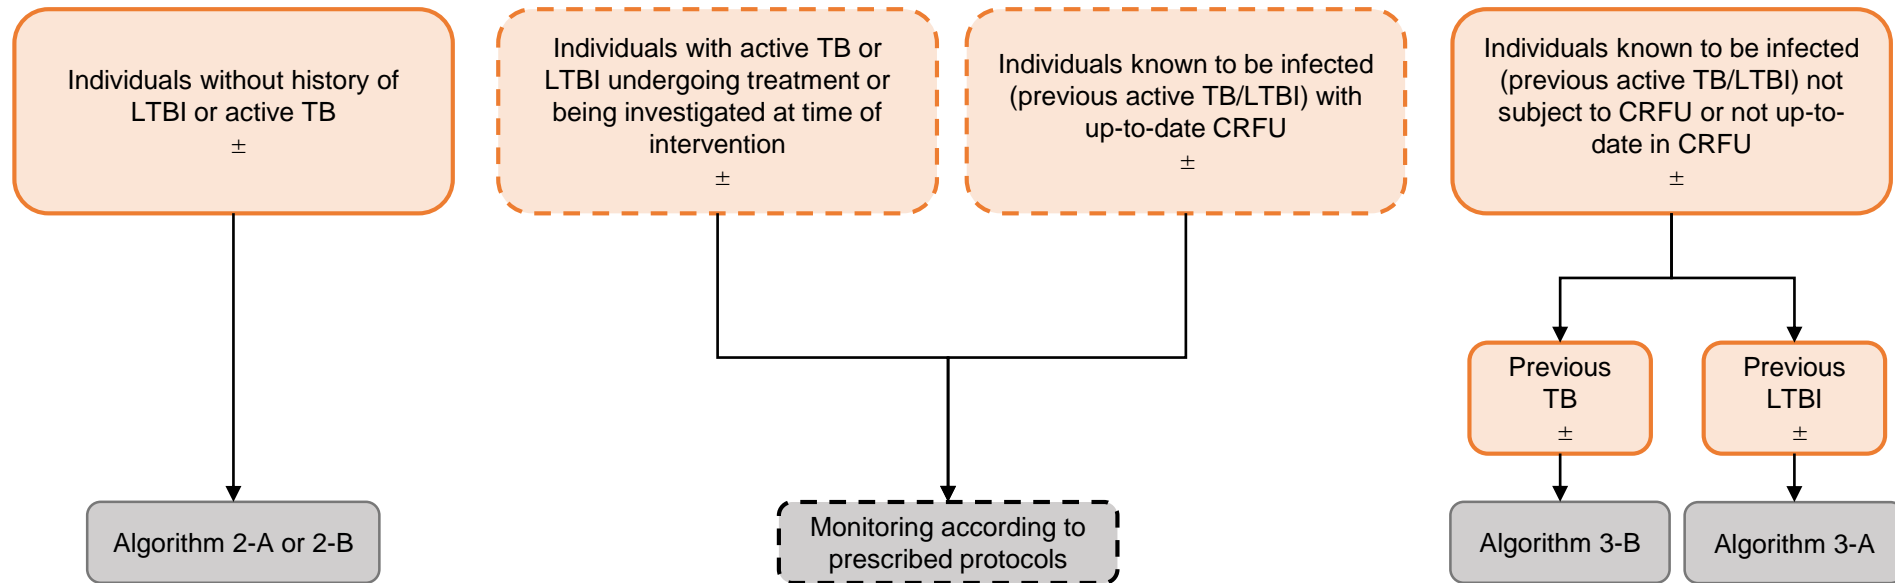 Individuals without history of
LTBI or active TB
±
Individuals with active TB or
LTBI undergoing treatment or
being investigated at time of
intervention
±
Individuals known to be infected
(previous active TB/LTBI) with
up-to-date CRFU
±
Individuals known to be infected
(previous active TB/LTBI) not
subject to CRFU or not up-to-
date in CRFU
±
Previous
TB
±
Previous
LTBI
±
Algorithm 2-A or 2-B
Monitoring according to
prescribed protocols
Algorithm 3-B
Algorithm 3-A